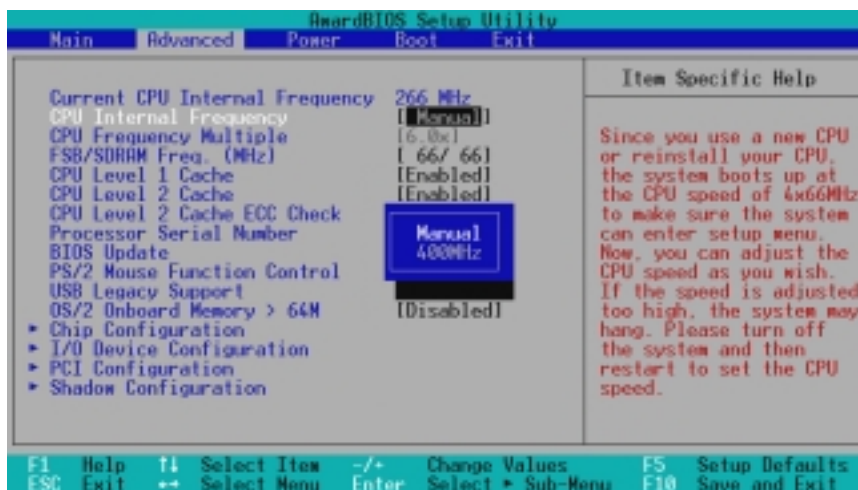 AwardBIOS Setup Utility
Main Advanced Power Boot Exit
Item Specific Help
Current CPU Internal Frequency 266 MHz
CPU Internal Frequency [ Manual]
CPU Frequency Multiple [6.0x]
FSB/SDRAM Freq. (MHz) [ 66/ 66]
CPU Level 1 Cache [Enabled]
CPU Level 2 Cache [Enabled]
CPU Level 2 Cache ECC Check
Processor Serial Number
BIOS Update
PS/2 Mouse Function Control
USB Legacy Support
OS/2 Onboard Memory > 64M [Disabled]
▸ Chip Configuration
▸ I/O Device Configuration
▸ PCI Configuration
▸ Shadow Configuration
Manual
400MHz
Since you use a new CPU
or reinstall your CPU,
the system boots up at
the CPU speed of 4x66MHz
to make sure the system
can enter setup menu.
Now, you can adjust the
CPU speed as you wish.
If the speed is adjusted
too high, the system may
hang. Please turn off
the system and then
restart to set the CPU
speed.
F1 Help ↑↓ Select Item -/+ Change Values F5 Setup Defaults
ESC Exit ↔ Select Menu Enter Select ▸ Sub-Menu F10 Save and Exit